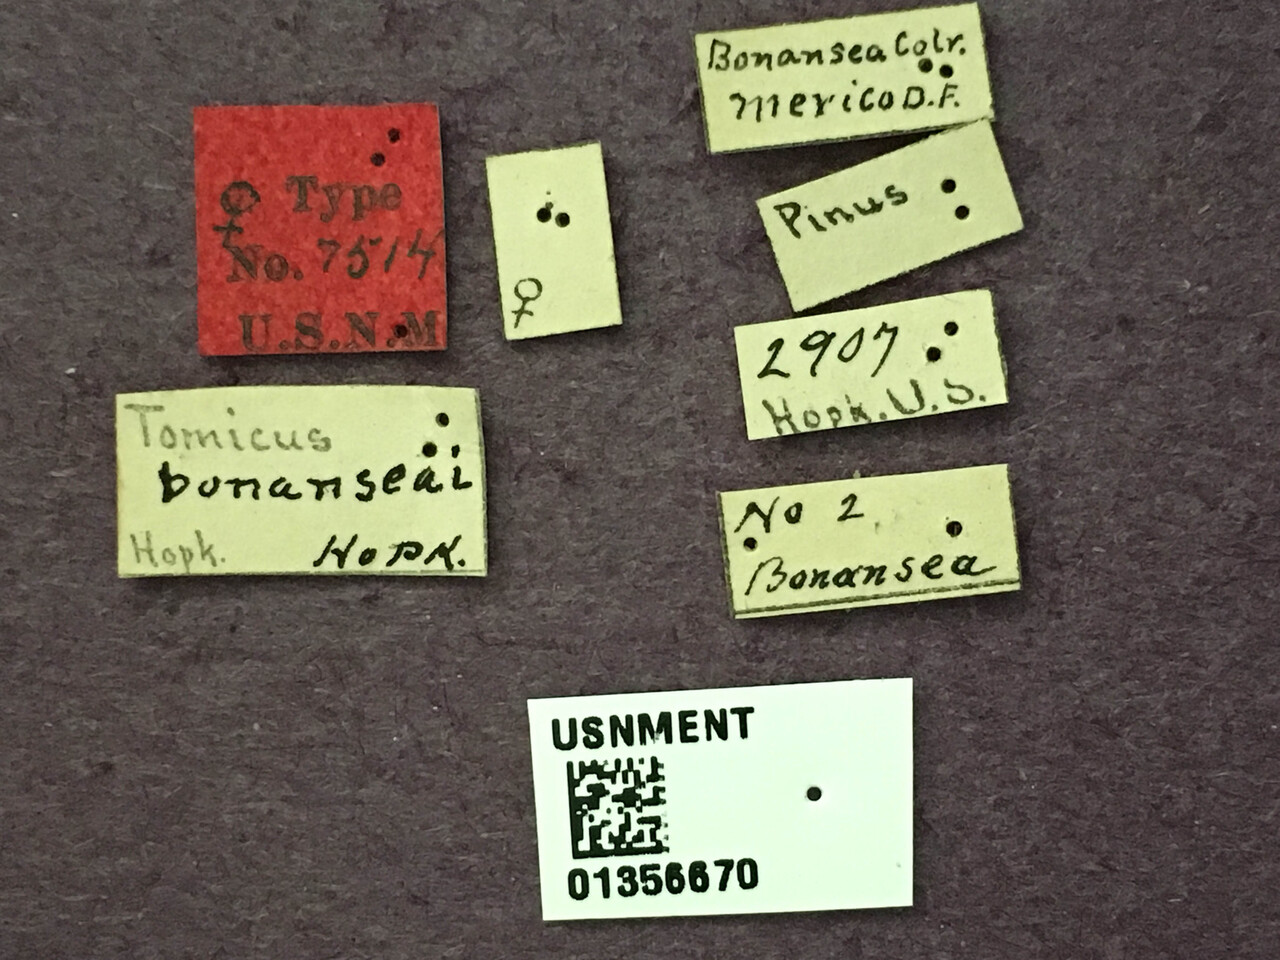 Bonansea Colr.
Mexico D.F.
♀ Type
No. 7514
U.S.N.M
♀
Pinus
2907
Hopk. U.S.
Tomicus
bonanseai
Hopk. Hopk.
No 2
Bonansea
USNMENT
01356670